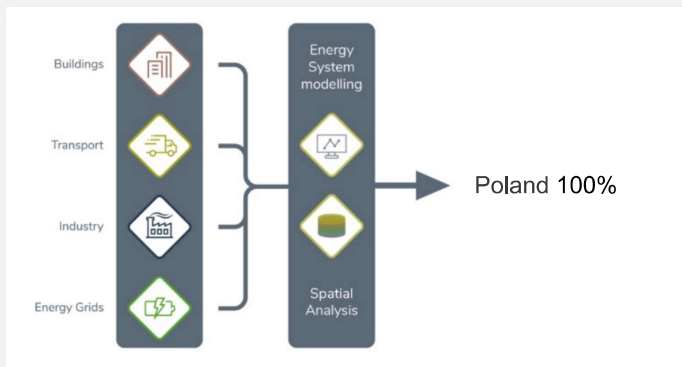 Buildings
Transport
Industry
Energy Grids
Energy
System
modelling
Spatial
Analysis
Poland 100%